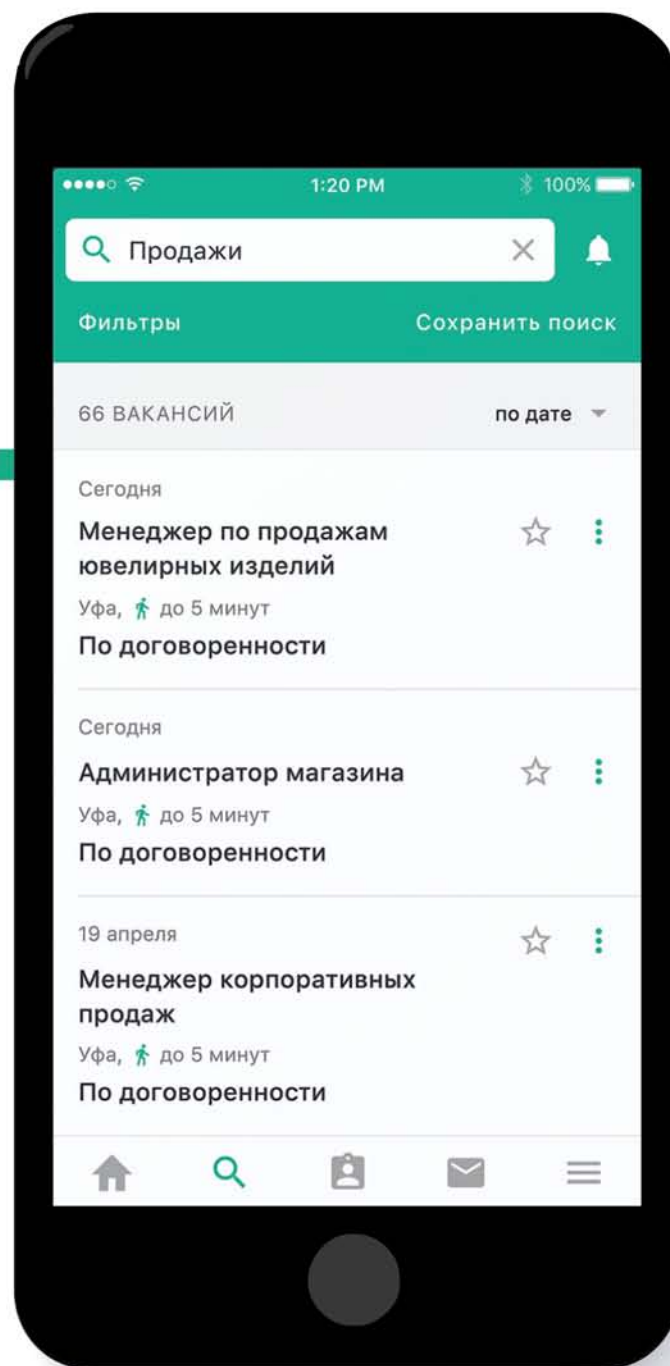 1:20 PM 100%
Продажи
Фильтры Сохранить поиск
66 ВАКАНСИЙ по дате
Сегодня
Менеджер по продажам
ювелирных изделий
Уфа, до 5 минут
По договоренности
Сегодня
Администратор магазина
Уфа, до 5 минут
По договоренности
19 апреля
Менеджер корпоративных
продаж
Уфа, до 5 минут
По договоренности